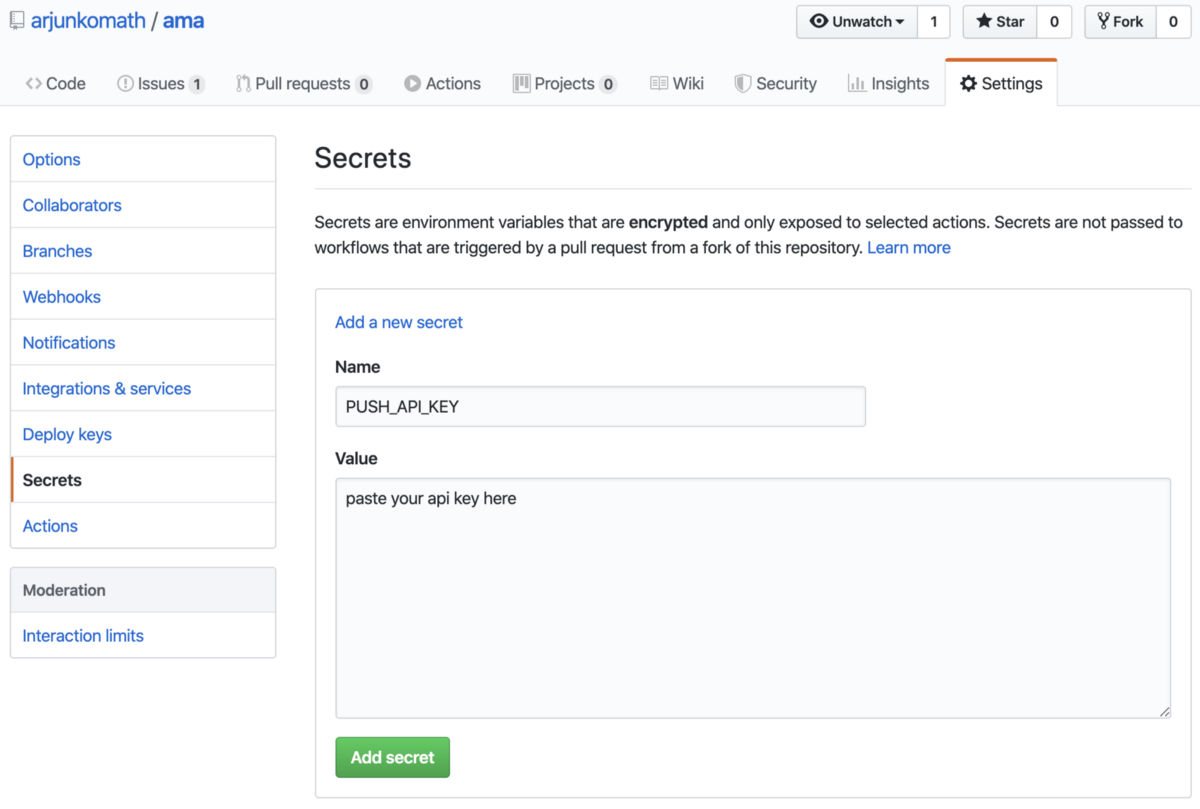 arjunkomath / ama
Unwatch 1 Star 0 Fork 0
Code Issues 1 Pull requests 0 Actions Projects 0 Wiki Security Insights Settings
Options
Collaborators
Branches
Webhooks
Notifications
Integrations & services
Deploy keys
Secrets
Actions
Moderation
Interaction limits
Secrets
Secrets are environment variables that are encrypted and only exposed to selected actions. Secrets are not passed to
workflows that are triggered by a pull request from a fork of this repository. Learn more
Add a new secret
Name
PUSH_API_KEY
Value
paste your api key here
Add secret